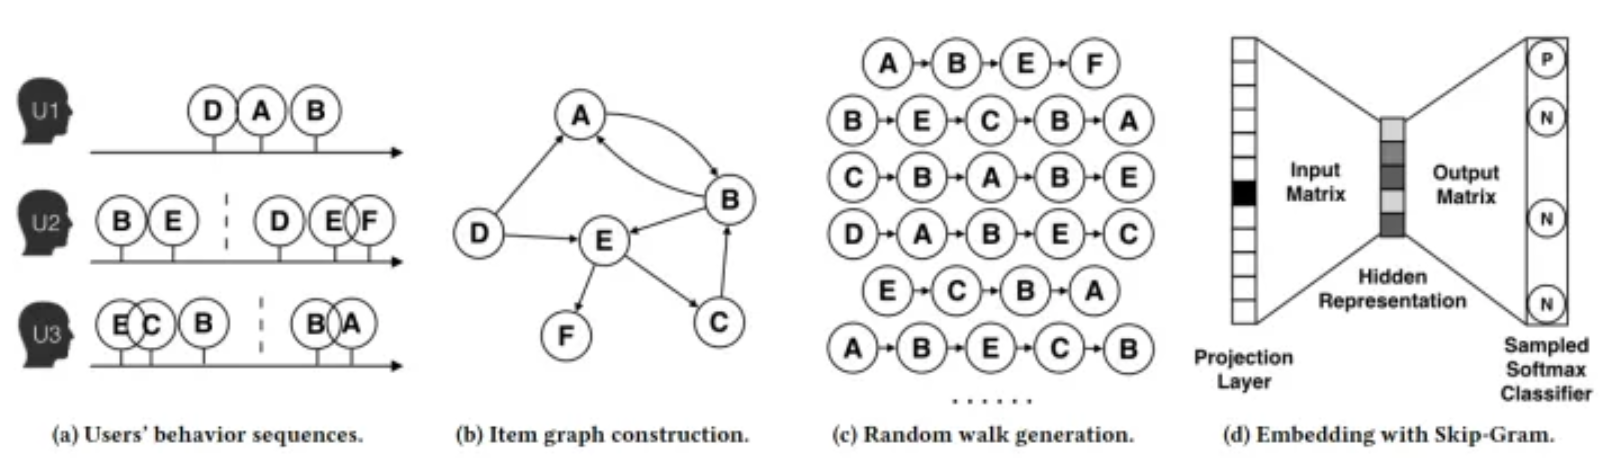 U1 D A B
U2 B E D E F
U3 E C B B A
(a) Users' behavior sequences.
A
B
D
E
C
F
(b) Item graph construction.
A B E F
B E C B A
C B A B E
D A B E C
E C B A
A B E C B
......
(c) Random walk generation.
P
N
N
N
Input
Matrix
Output
Matrix
Hidden
Representation
Projection
Layer
Sampled
Softmax
Classifier
(d) Embedding with Skip-Gram.